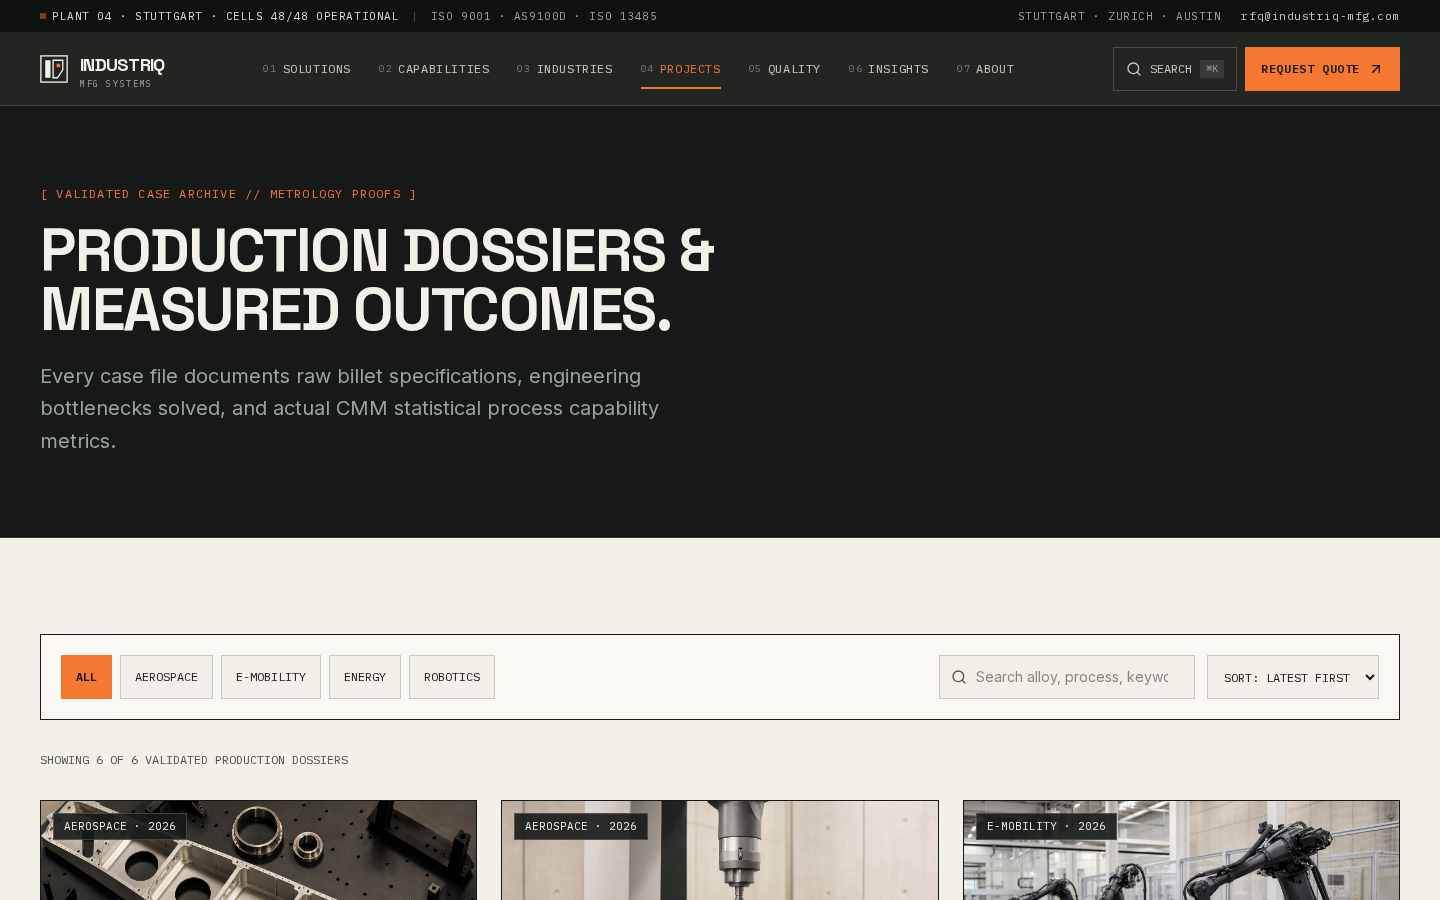 PLANT 04 · STUTTGART · CELLS 48/48 OPERATIONAL | ISO 9001 · AS9100D · ISO 13485
STUTTGART · ZURICH · AUSTIN rfq@industriq-mfg.com
INDUSTRIQ
MFG SYSTEMS
01 SOLUTIONS 02 CAPABILITIES 03 INDUSTRIES 04 PROJECTS 05 QUALITY 06 INSIGHTS 07 ABOUT
SEARCH ⌘K
REQUEST QUOTE
[ VALIDATED CASE ARCHIVE // METROLOGY PROOFS ]
PRODUCTION DOSSIERS &
MEASURED OUTCOMES.
Every case file documents raw billet specifications, engineering
bottlenecks solved, and actual CMM statistical process capability
metrics.
ALL AEROSPACE E-MOBILITY ENERGY ROBOTICS
Search alloy, process, keywo
SORT: LATEST FIRST
SHOWING 6 OF 6 VALIDATED PRODUCTION DOSSIERS
AEROSPACE · 2026
AEROSPACE · 2026
E-MOBILITY · 2026